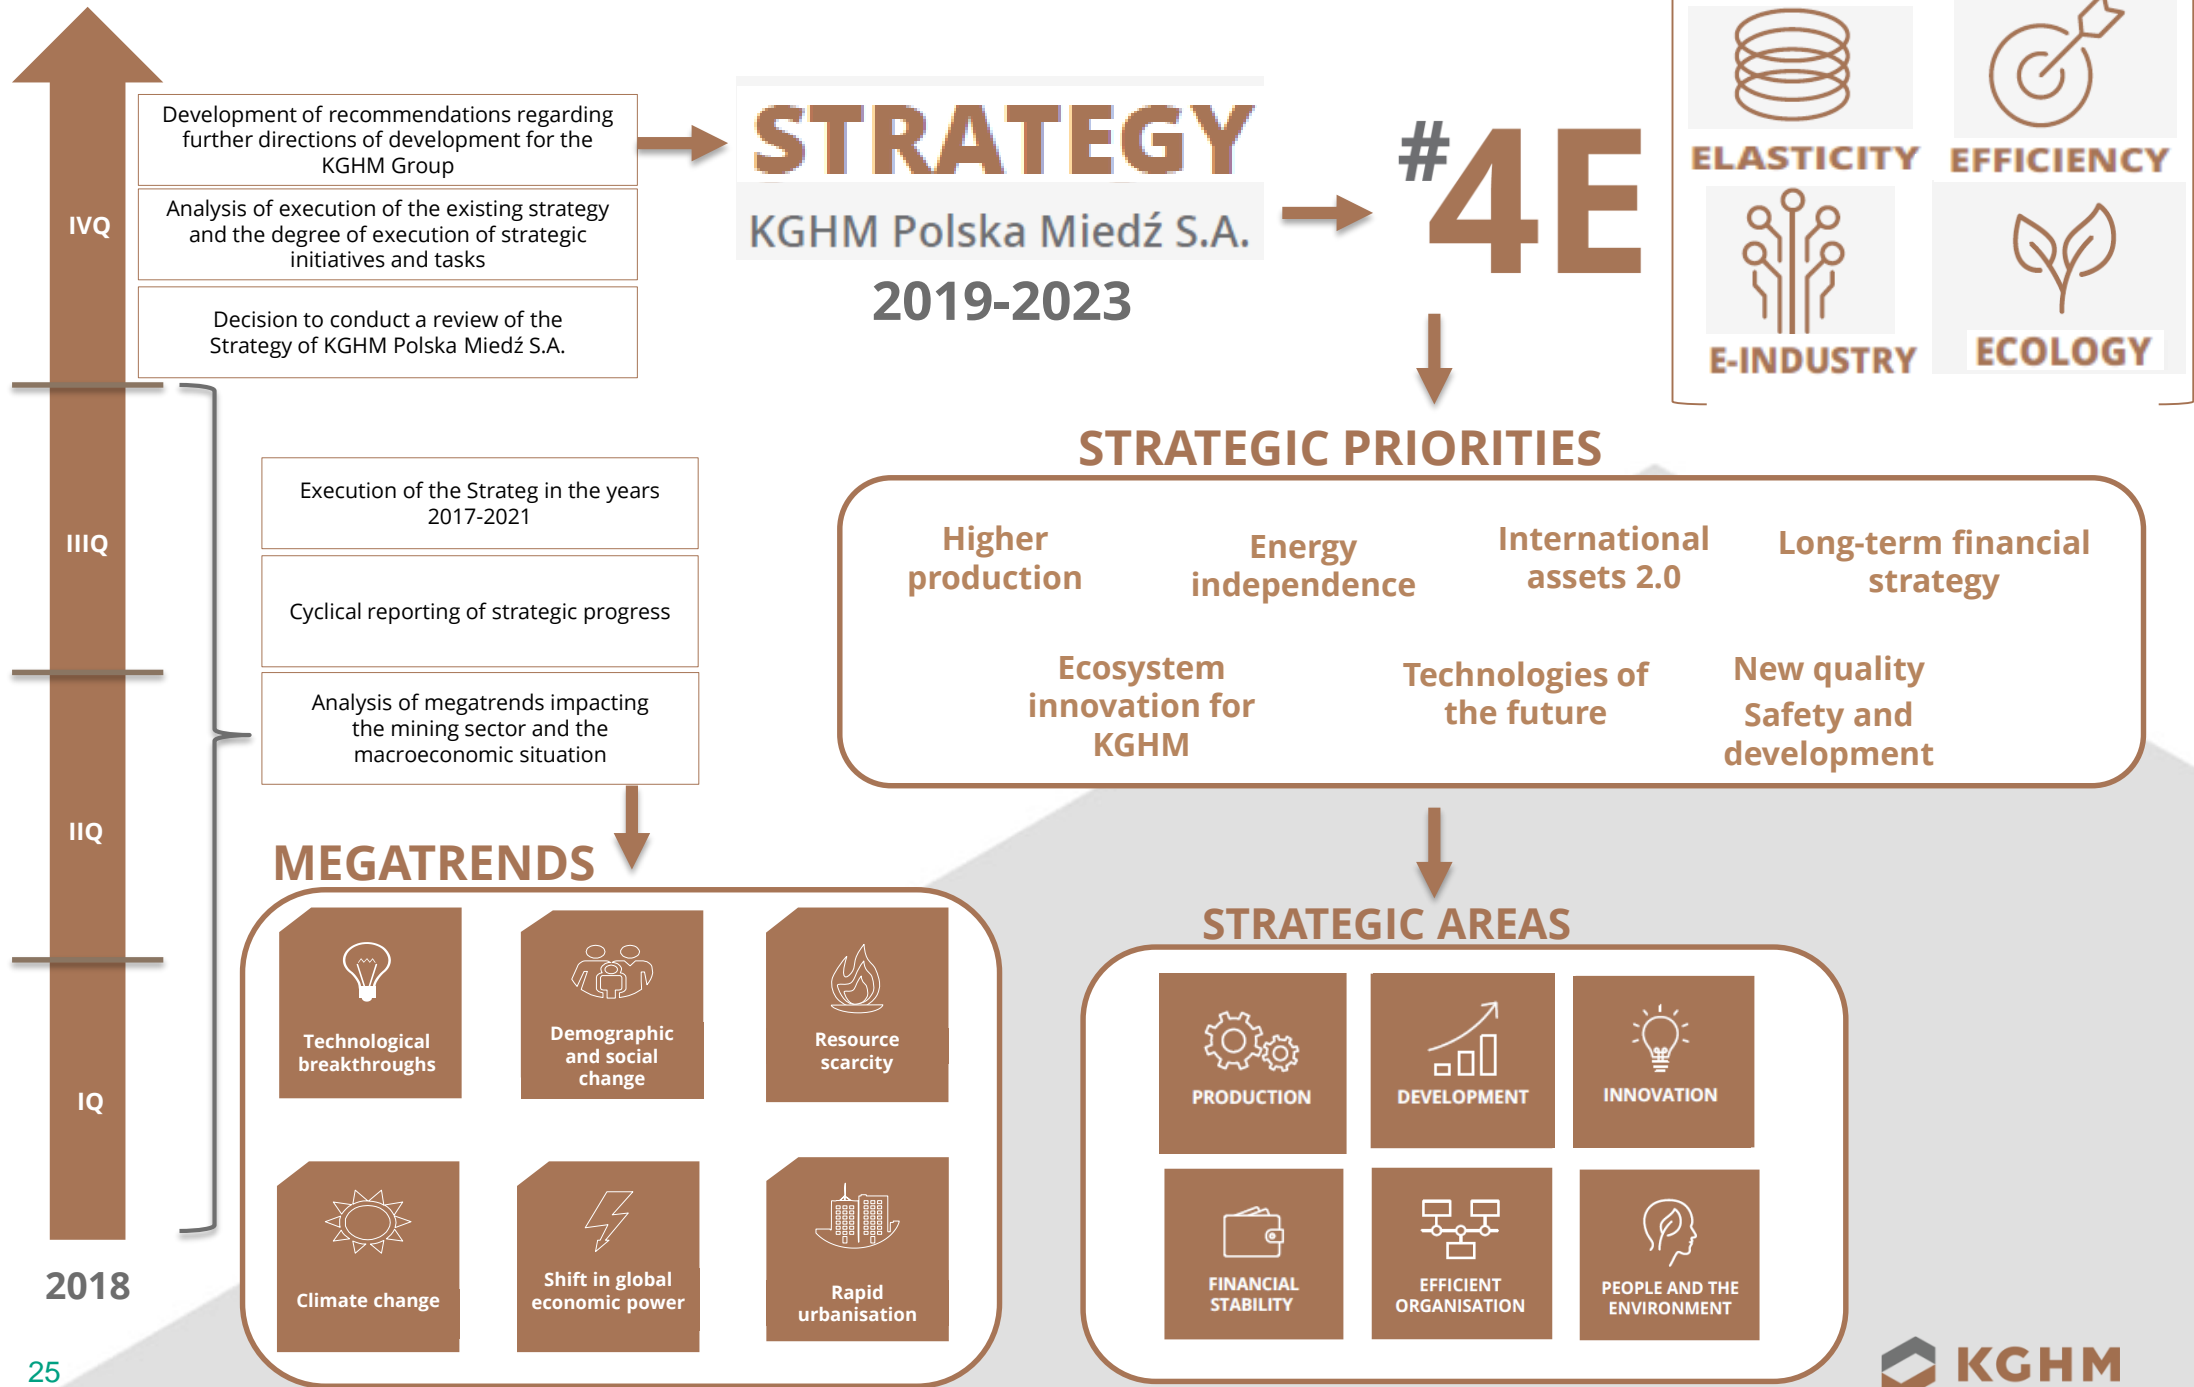 Development of recommendations regarding
further directions of development for the
KGHM Group
Analysis of execution of the existing strategy
and the degree of execution of strategic
initiatives and tasks
Decision to conduct a review of the
Strategy of KGHM Polska Miedź S.A.
IVQ
IIIQ
IIQ
IQ
2018
Execution of the Strateg in the years
2017-2021
Cyclical reporting of strategic progress
Analysis of megatrends impacting
the mining sector and the
macroeconomic situation
MEGATRENDS
Technological
breakthroughs
Demographic
and social
change
Resource
scarcity
Climate change
Shift in global
economic power
Rapid
urbanisation
STRATEGY
KGHM Polska Miedź S.A.
2019-2023
#4E
ELASTICITY
EFFICIENCY
E-INDUSTRY
ECOLOGY
STRATEGIC PRIORITIES
Higher
production
Energy
independence
International
assets 2.0
Long-term financial
strategy
Ecosystem
innovation for
KGHM
Technologies of
the future
New quality
Safety and
development
STRATEGIC AREAS
PRODUCTION
DEVELOPMENT
INNOVATION
FINANCIAL
STABILITY
EFFICIENT
ORGANISATION
PEOPLE AND THE
ENVIRONMENT
25
KGHM